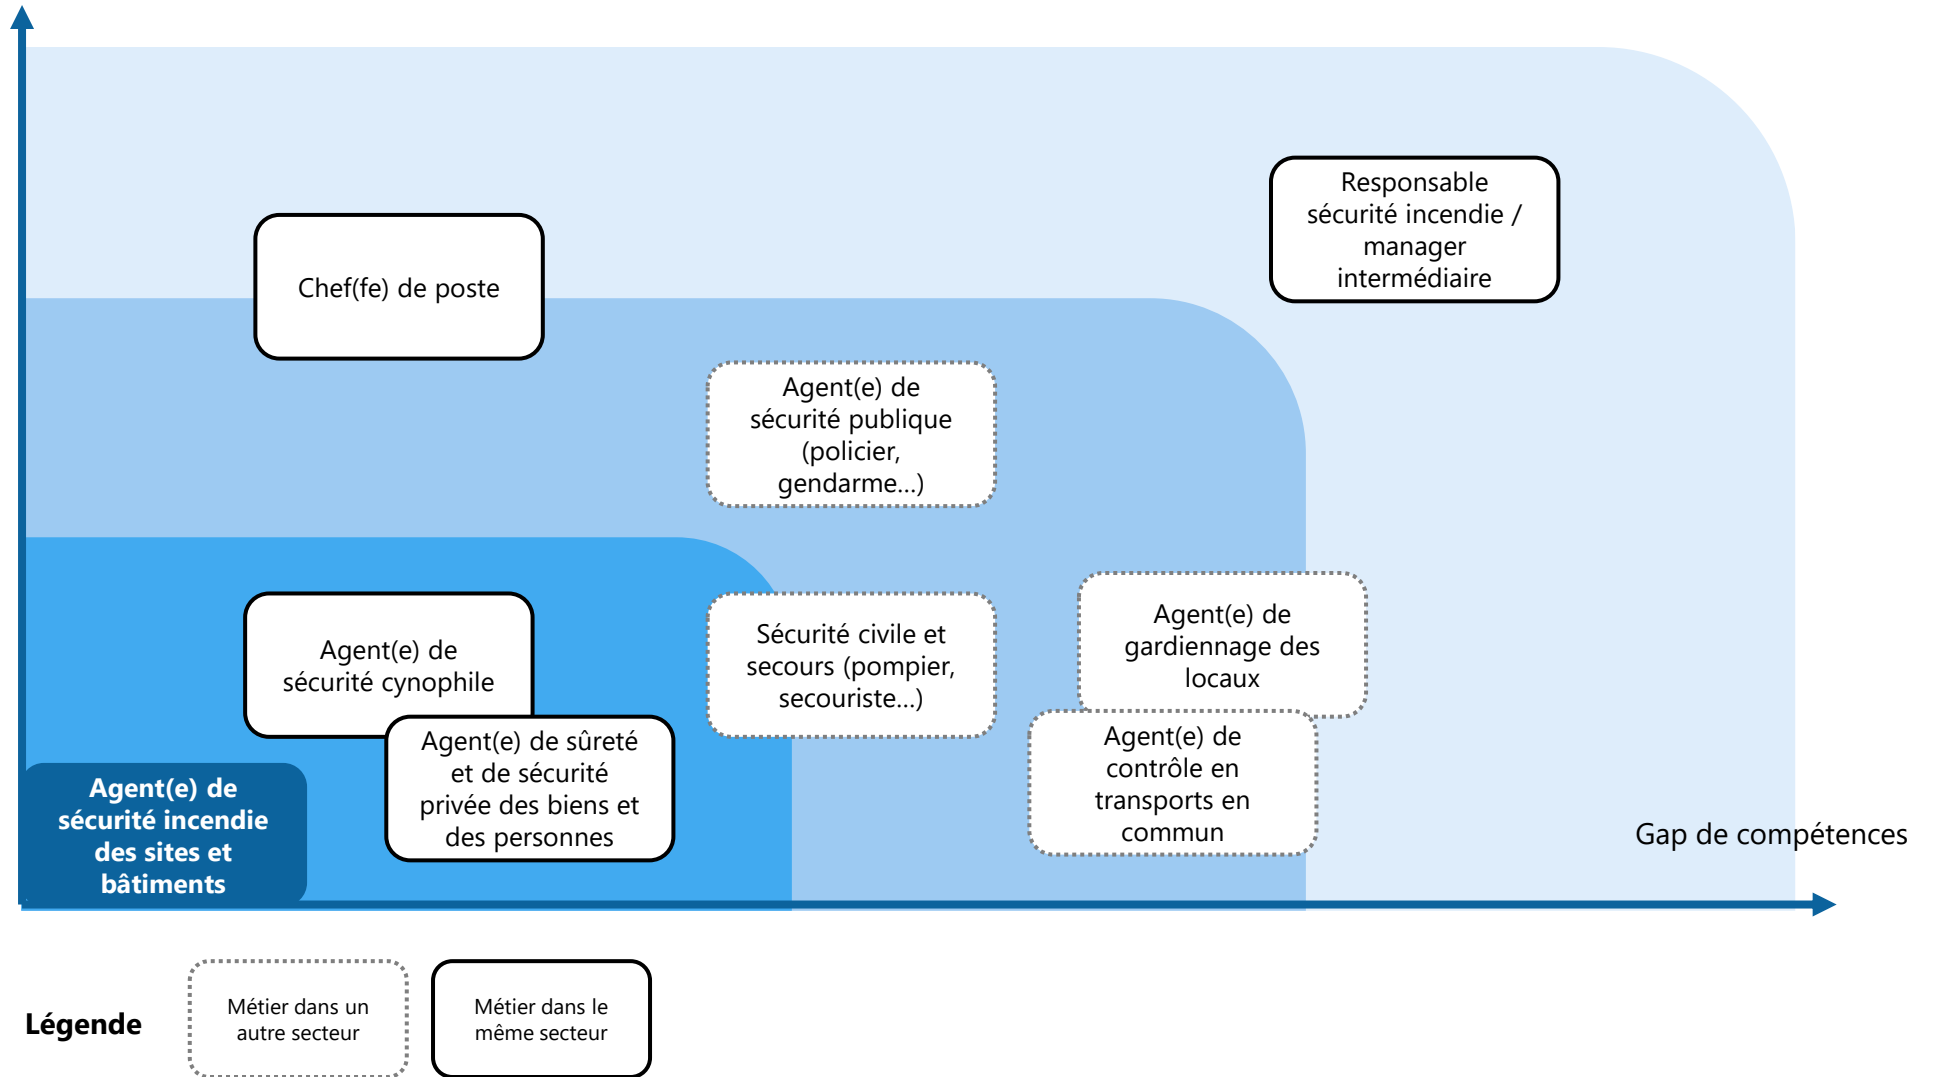 Responsable
sécurité incendie /
manager
intermédiaire
Chef(fe) de poste
Agent(e) de
sécurité publique
(policier,
gendarme…)
Agent(e) de
sécurité cynophile
Sécurité civile et
secours (pompier,
secouriste…)
Agent(e) de
gardiennage des
locaux
Agent(e) de sûreté
et de sécurité
privée des biens et
des personnes
Agent(e) de
contrôle en
transports en
commun
Agent(e) de
sécurité incendie
des sites et
bâtiments
Gap de compétences
Légende
Métier dans un
autre secteur
Métier dans le
même secteur